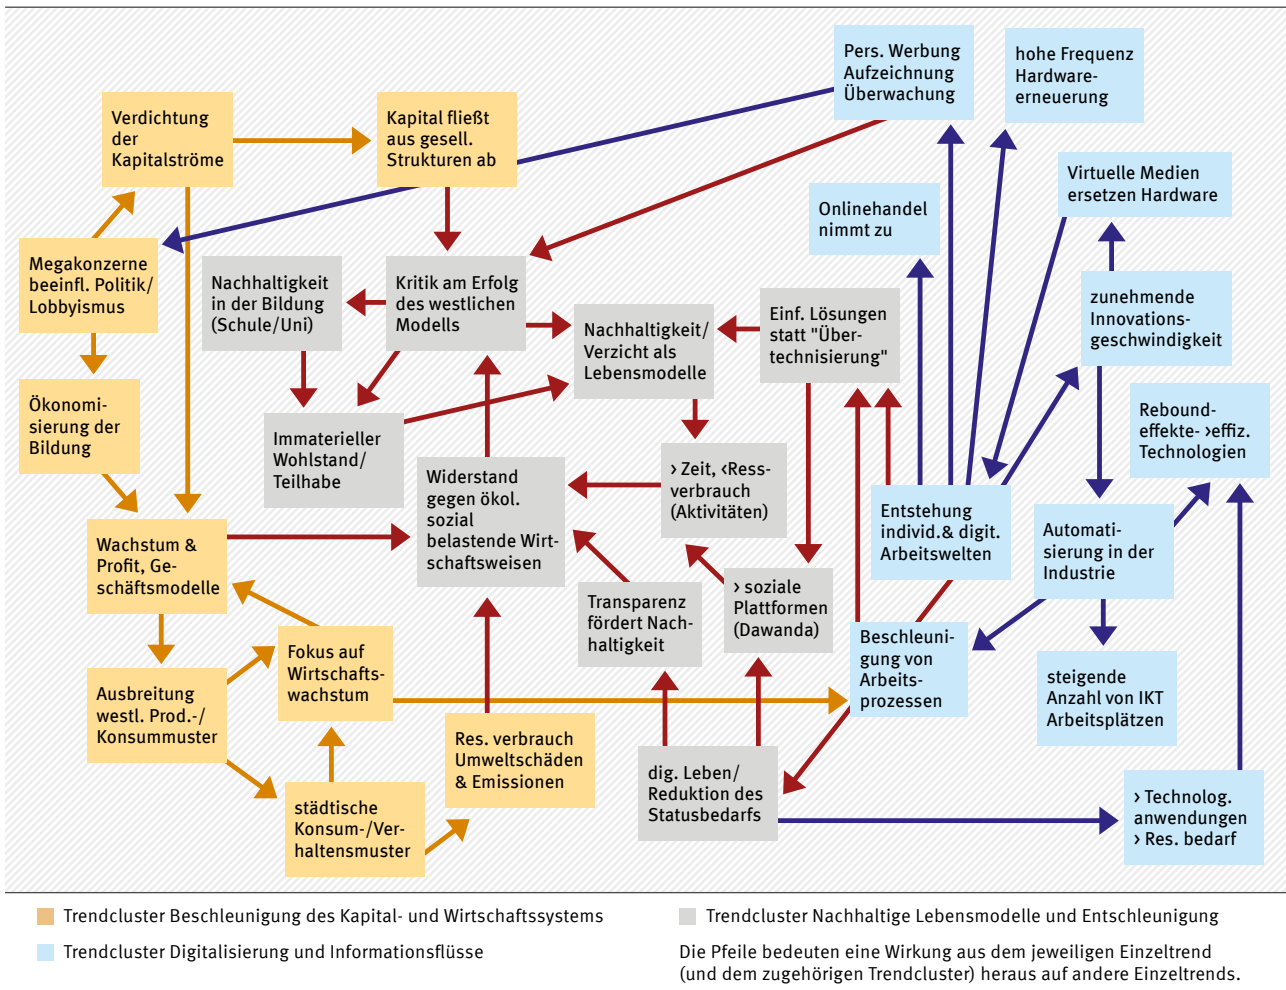 Pers. Werbung
Aufzeichnung
Überwachung
hohe Frequenz
Hardware-
erneuerung
Verdichtung
der
Kapitalströme
Kapital fließt
aus gesell.
Strukturen ab
Virtuelle Medien
ersetzen Hardware
Onlinehandel
nimmt zu
Megakonzerne
beeinfl. Politik/
Lobbyismus
Nachhaltigkeit
in der Bildung
(Schule/Uni)
Kritik am Erfolg
des westlichen
Modells
Nachhaltigkeit/
Verzicht als
Lebensmodelle
Einf. Lösungen
statt "Über-
technisierung"
zunehmende
Innovations-
geschwindigkeit
Ökonomi-
sierung der
Bildung
Immaterieller
Wohlstand/
Teilhabe
Rebound-
effekte- >effiz.
Technologien
Widerstand
gegen ökol.
sozial
belastende Wirt-
schaftsweisen
> Zeit, <Ress-
verbrauch
(Aktivitäten)
Entstehung
individ.& digit.
Arbeitswelten
Automati-
sierung in der
Industrie
Wachstum &
Profit, Ge-
schäftsmodelle
Transparenz
fördert Nach-
haltigkeit
> soziale
Plattformen
(Dawanda)
Beschleuni-
gung von
Arbeits-
prozessen
Fokus auf
Wirtschafts-
wachstum
steigende
Anzahl von IKT
Arbeitsplätzen
Ausbreitung
westl. Prod.-/
Konsummuster
Res. verbrauch
Umweltschäden
& Emissionen
dig. Leben/
Reduktion des
Statusbedarfs
städtische
Konsum-/Ver-
haltensmuster
> Technolog.
anwendungen
> Res. bedarf
Trendcluster Beschleunigung des Kapital- und Wirtschaftssystems
Trendcluster Digitalisierung und Informationsflüsse
Trendcluster Nachhaltige Lebensmodelle und Entschleunigung
Die Pfeile bedeuten eine Wirkung aus dem jeweiligen Einzeltrend
(und dem zugehörigen Trendcluster) heraus auf andere Einzeltrends.